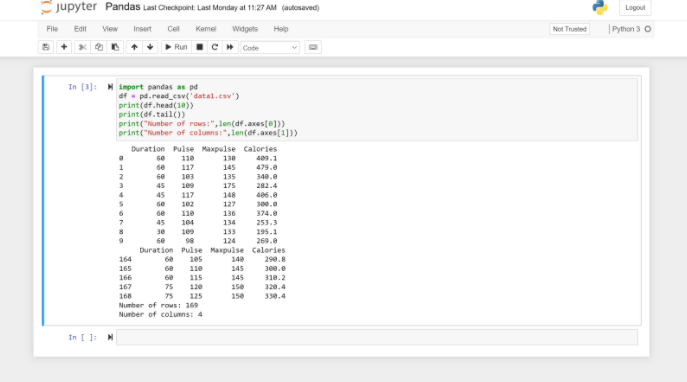 jupyter Pandas Last Checkpoint: Last Monday at 11:27 AM (autosaved) Logout
File Edit View Insert Cell Kernel Widgets Help Not Trusted Python 3
Run Code
In [3]: import pandas as pd
df = pd.read_csv('data1.csv')
print(df.head(10))
print(df.tail())
print("Number of rows:",len(df.axes[0]))
print("Number of columns:",len(df.axes[1]))
Duration Pulse Maxpulse Calories
0 60 110 130 409.1
1 60 117 145 479.0
2 60 103 135 340.0
3 45 109 175 282.4
4 45 117 148 406.0
5 60 102 127 300.0
6 60 110 136 374.0
7 45 104 134 253.3
8 30 109 133 195.1
9 60 98 124 269.0
Duration Pulse Maxpulse Calories
164 60 105 140 290.8
165 60 110 145 300.0
166 60 115 145 310.2
167 75 120 150 320.4
168 75 125 150 330.4
Number of rows: 169
Number of columns: 4
In [ ]: